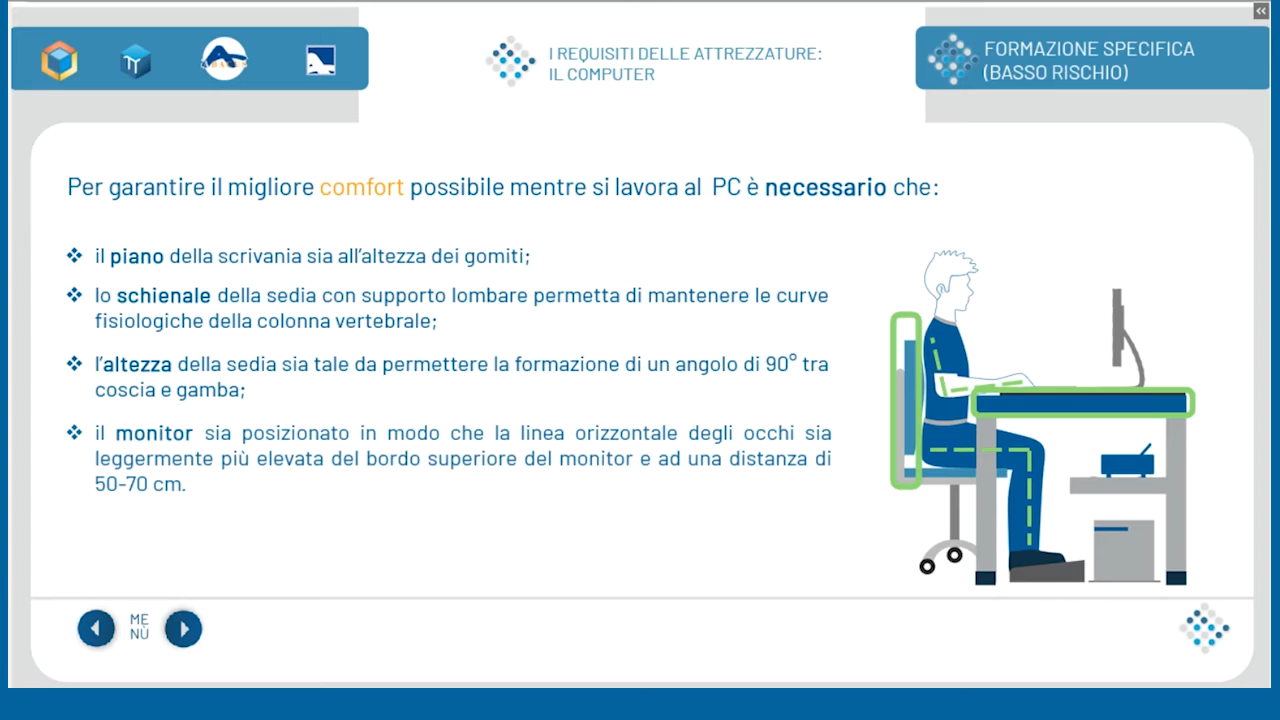 I REQUISITI DELLE ATTREZZATURE:
IL COMPUTER
FORMAZIONE SPECIFICA
(BASSO RISCHIO)
Per garantire il migliore comfort possibile mentre si lavora al PC è necessario che:
❖ il piano della scrivania sia all'altezza dei gomiti;
❖ lo schienale della sedia con supporto lombare permetta di mantenere le curve
fisiologiche della colonna vertebrale;
❖ l'altezza della sedia sia tale da permettere la formazione di un angolo di 90° tra
coscia e gamba;
❖ il monitor sia posizionato in modo che la linea orizzontale degli occhi sia
leggermente più elevata del bordo superiore del monitor e ad una distanza di
50-70 cm.
ME
NÙ